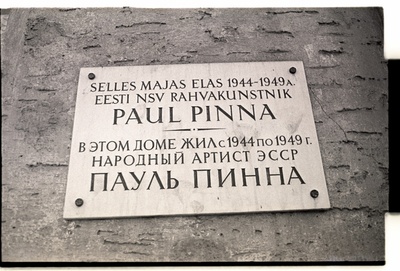 SELLES MAJAS ELAS 1944-1949 A.
EESTI NSV RAHVAKUNSTNIK
PAUL PINNA
В ЭТОМ ДОМЕ ЖИЛ с 1944 по 1949 г.
НАРОДНЫЙ АРТИСТ ЭССР
ПАУЛЬ ПИННА